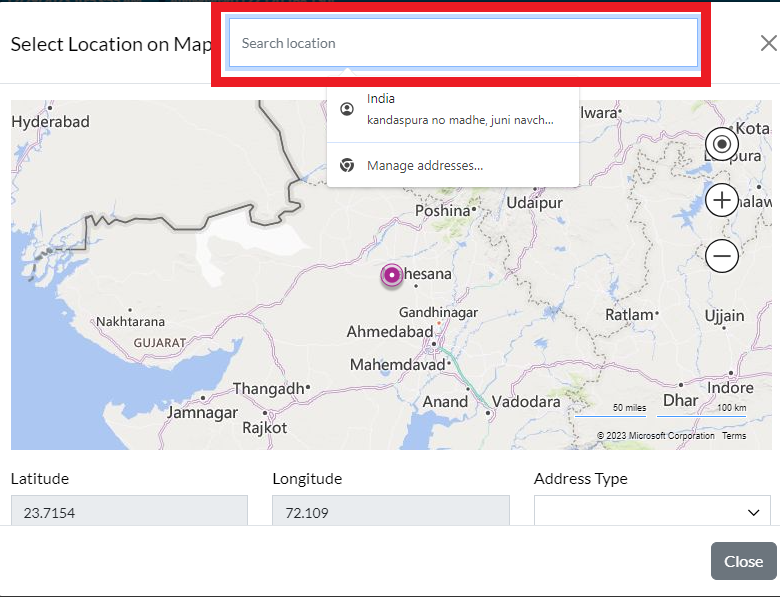 Select Location on Map
Search location
India
kandaspura no madhe, juni navch...
Manage addresses...
Hyderabad
lwara
Kota
pura
halaw
Poshina
Udaipur
hesana
Gandhinagar
Ahmedabad
Mahemdavad
Nakhtarana
GUJARAT
Ratlam
Ujjain
Thangadh
Jamnagar
Rajkot
Anand
Vadodara
Indore
Dhar
50 miles
100 km
© 2023 Microsoft Corporation Terms
Latitude
Longitude
Address Type
23.7154
72.109
Close